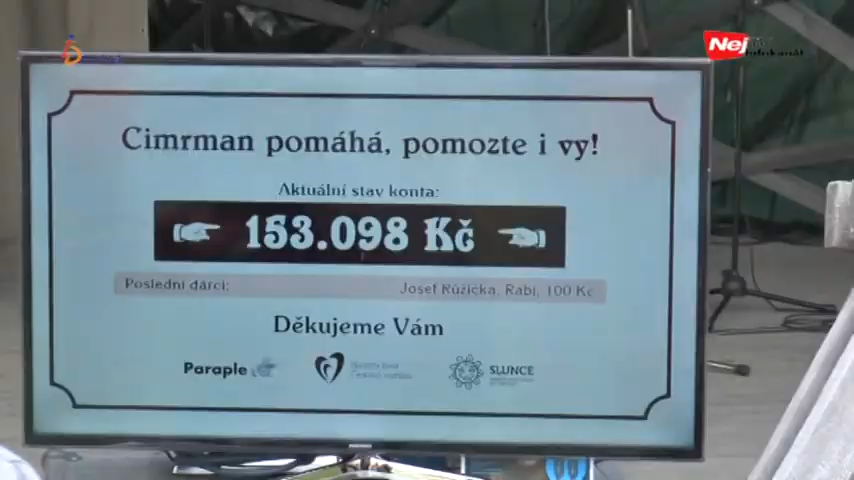 Nej
Cimrman pomáhá, pomozte i vy!
Aktuální stav konta:
153.098 Kč
Poslední dárci: Josef Růžička, Rabí, 100 Kč
Děkujeme Vám
Paraple
SLUNCE